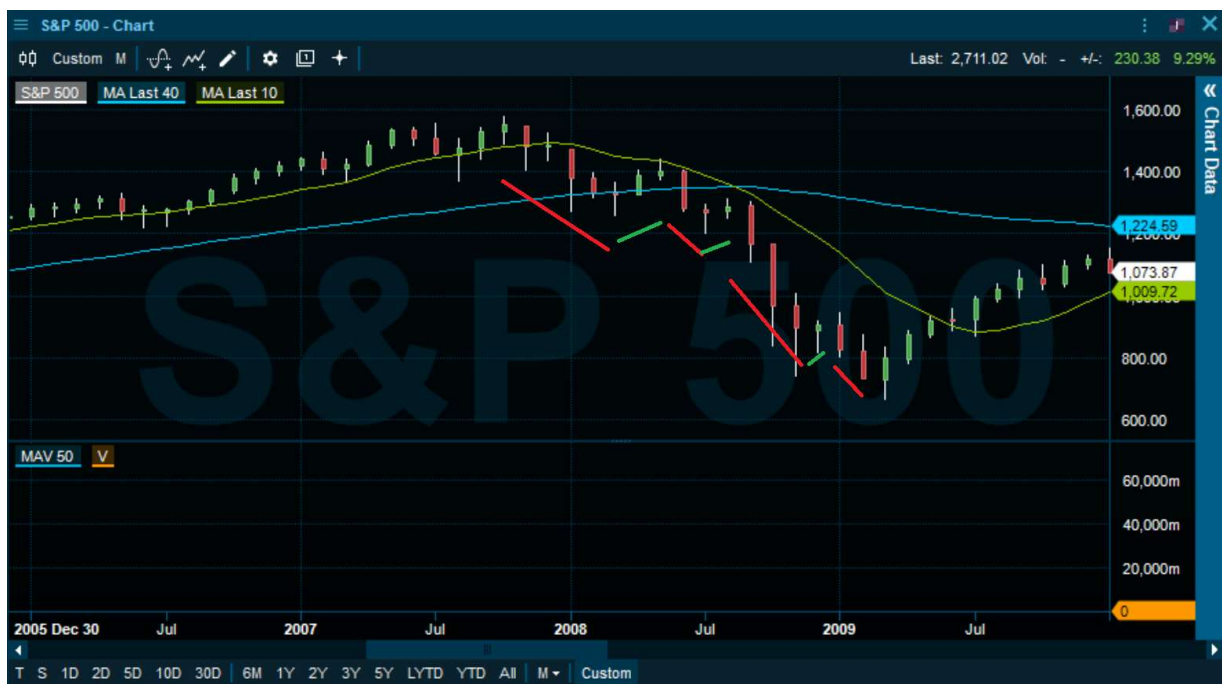 S&P 500 - Chart
Custom M Last: 2,711.02 Vol: - +/-: 230.38 9.29%
S&P 500 MA Last 40 MA Last 10
Chart Data
S&P 500
1,600.00
1,400.00
1,224.59
1,073.87
1,009.72
800.00
600.00
MAV 50 V
60,000m
40,000m
20,000m
0
2005 Dec 30 Jul 2007 Jul 2008 Jul 2009 Jul
T S 1D 2D 5D 10D 30D 6M 1Y 2Y 3Y 5Y LYTD YTD All M Custom